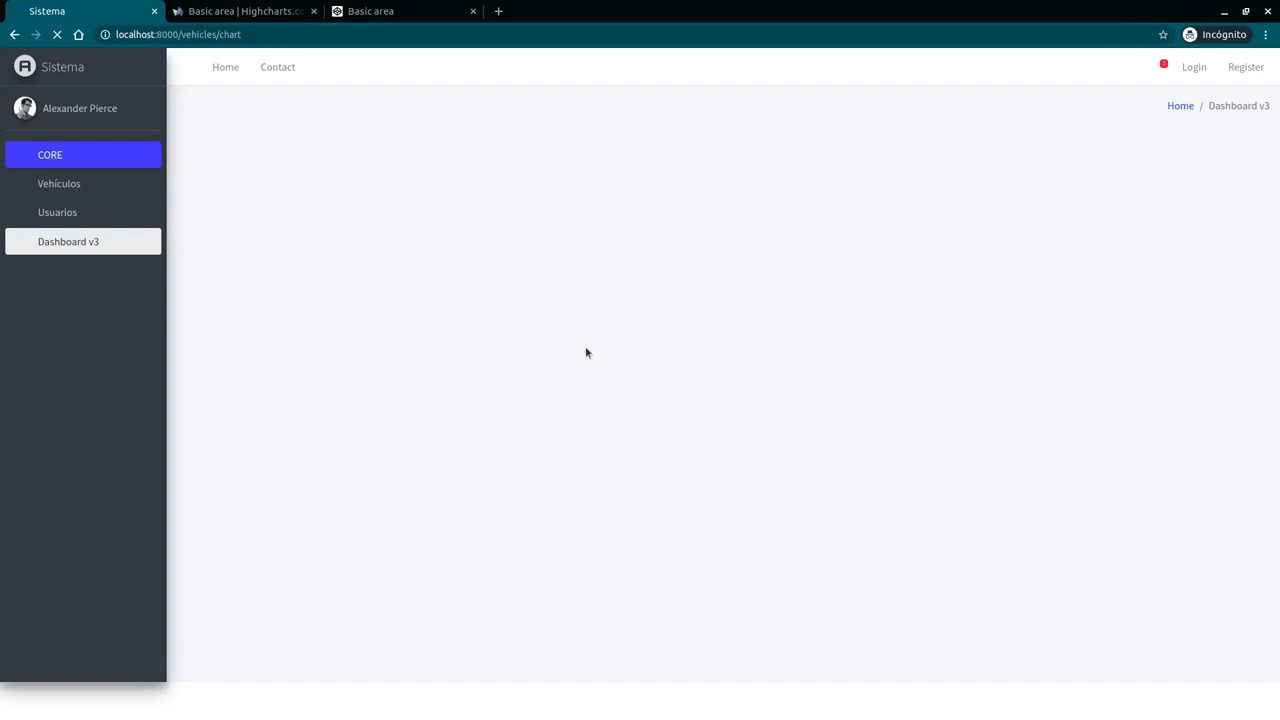 Sistema
Basic area | Highcharts.co
Basic area
localhost:8000/vehicles/chart
Incógnito
Sistema
Home
Contact
Login
Register
Alexander Pierce
Home / Dashboard v3
CORE
Vehículos
Usuarios
Dashboard v3